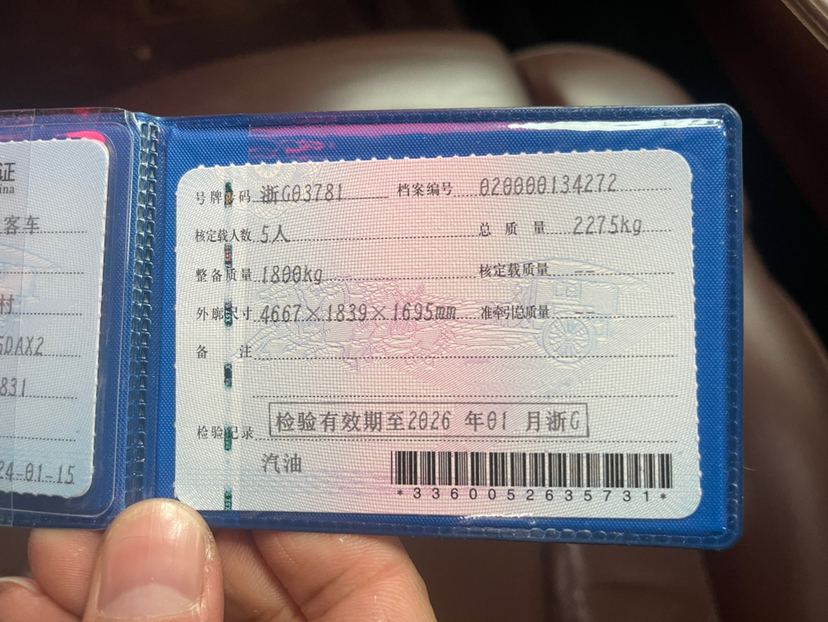 证
ina
客车
村
GDAX2
831
24-01-15
号牌号码 浙G03781 档案编号 020000134272
核定载人数 5人 总质量 2275kg
整备质量 1800kg 核定载质量 --
外廓尺寸 4667×1839×1695mm 准牵引总质量 --
备注
检验记录 检验有效期至2026 年01 月浙G
汽油
*3360052635731*